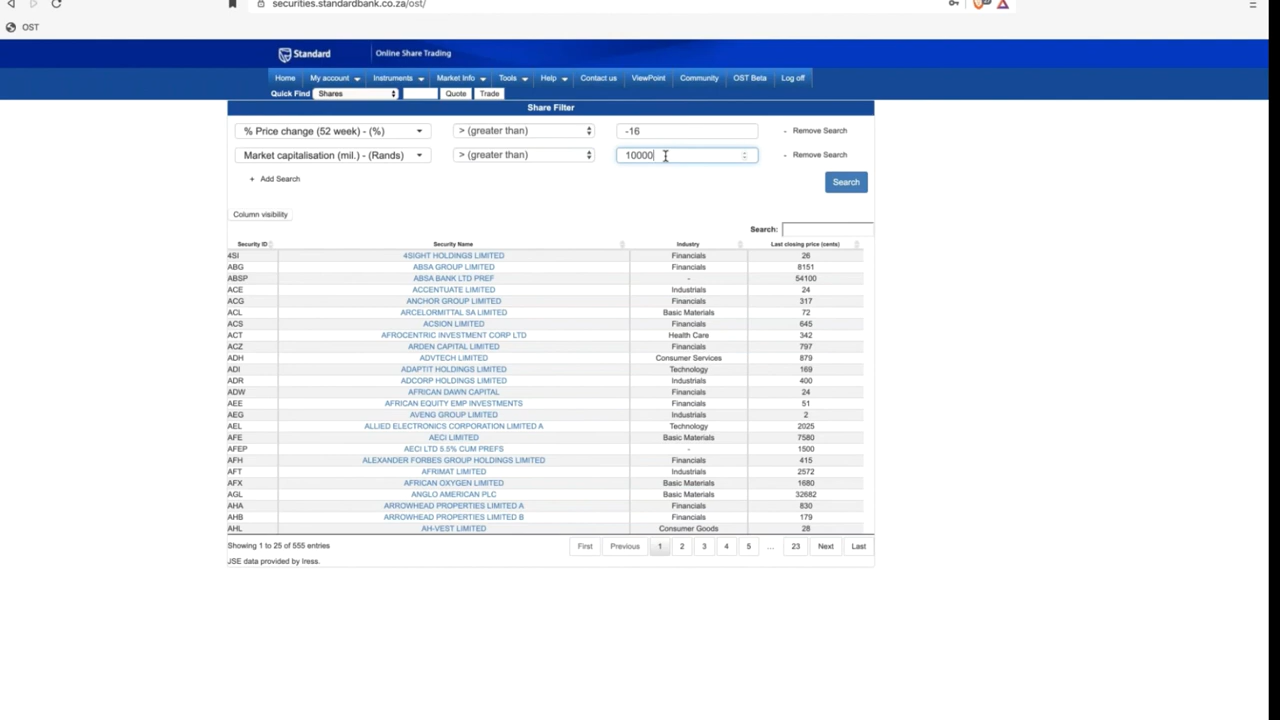 securities.standardbank.co.za/ost/
OST
Standard Online Share Trading
Home My account Instruments Market Info Tools Help Contact us ViewPoint Community OST Beta Log off
Quick Find Shares Quote Trade
Share Filter
% Price change (52 week) - (%) > (greater than) -16 - Remove Search
Market capitalisation (mil.) - (Rands) > (greater than) 10000 - Remove Search
+ Add Search
Search
Column visibility
Search:
Security ID Security Name Industry Last closing price (cents)
4SI 4SIGHT HOLDINGS LIMITED Financials 26
ABG ABSA GROUP LIMITED Financials 8151
ABSP ABSA BANK LTD PREF - 54100
ACE ACCENTUATE LIMITED Industrials 24
ACG ANCHOR GROUP LIMITED Financials 317
ACL ARCELORMITTAL SA LIMITED Basic Materials 72
ACS ACSION LIMITED Financials 645
ACT AFROCENTRIC INVESTMENT CORP LTD Health Care 342
ACZ ARDEN CAPITAL LIMITED Financials 797
ADH ADVTECH LIMITED Consumer Services 879
ADI ADAPTIT HOLDINGS LIMITED Technology 169
ADR ADCORP HOLDINGS LIMITED Industrials 400
ADW AFRICAN DAWN CAPITAL Financials 24
AEE AFRICAN EQUITY EMP INVESTMENTS Financials 51
AEG AVENG GROUP LIMITED Industrials 2
AEL ALLIED ELECTRONICS CORPORATION LIMITED A Technology 2025
AFE AECI LIMITED Basic Materials 7580
AFEP AECI LTD 5.5% CUM PREFS - 1500
AFH ALEXANDER FORBES GROUP HOLDINGS LIMITED Financials 415
AFT AFRIMAT LIMITED Industrials 2572
AFX AFRICAN OXYGEN LIMITED Basic Materials 1680
AGL ANGLO AMERICAN PLC Basic Materials 32682
AHA ARROWHEAD PROPERTIES LIMITED A Financials 830
AHB ARROWHEAD PROPERTIES LIMITED B Financials 179
AHL AH-VEST LIMITED Consumer Goods 28
Showing 1 to 25 of 555 entries First Previous 1 2 3 4 5 ... 23 Next Last
JSE data provided by Iress.